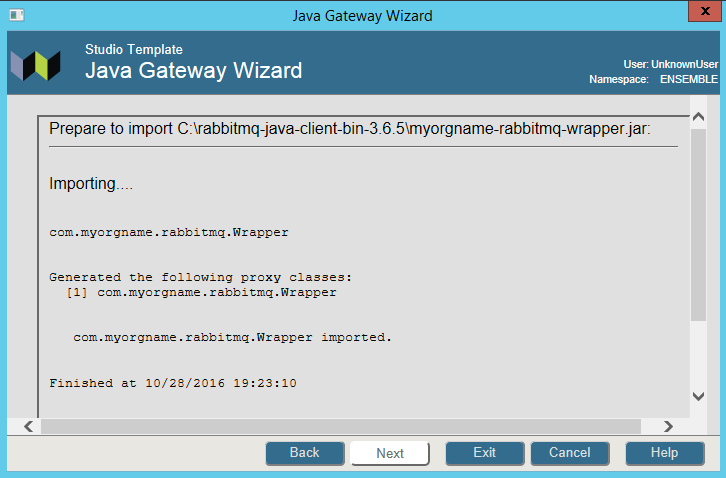 Java Gateway Wizard
x
Studio Template
Java Gateway Wizard
User: UnknownUser
Namespace: ENSEMBLE
Prepare to import C:\rabbitmq-java-client-bin-3.6.5\myorgname-rabbitmq-wrapper.jar:
Importing....
com.myorgname.rabbitmq.Wrapper
Generated the following proxy classes:
[1] com.myorgname.rabbitmq.Wrapper
com.myorgname.rabbitmq.Wrapper imported.
Finished at 10/28/2016 19:23:10
Back Next Exit Cancel Help